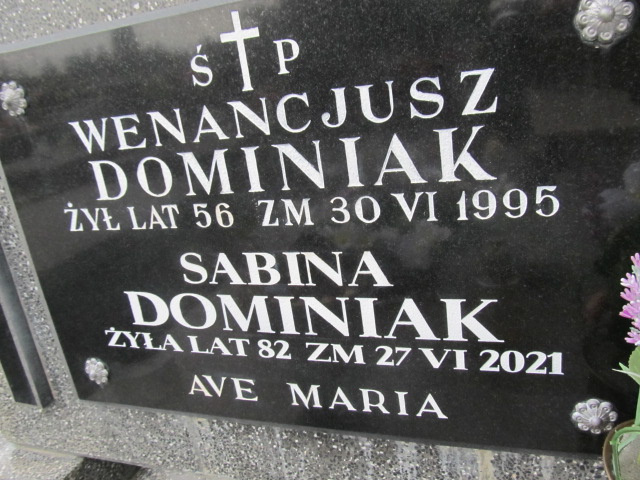 Ś P
WENANCJUSZ
DOMINIAK
ŻYŁ LAT 56 ZM 30 VI 1995
SABINA
DOMINIAK
ŻYŁA LAT 82 ZM 27 VI 2021
AVE MARIA